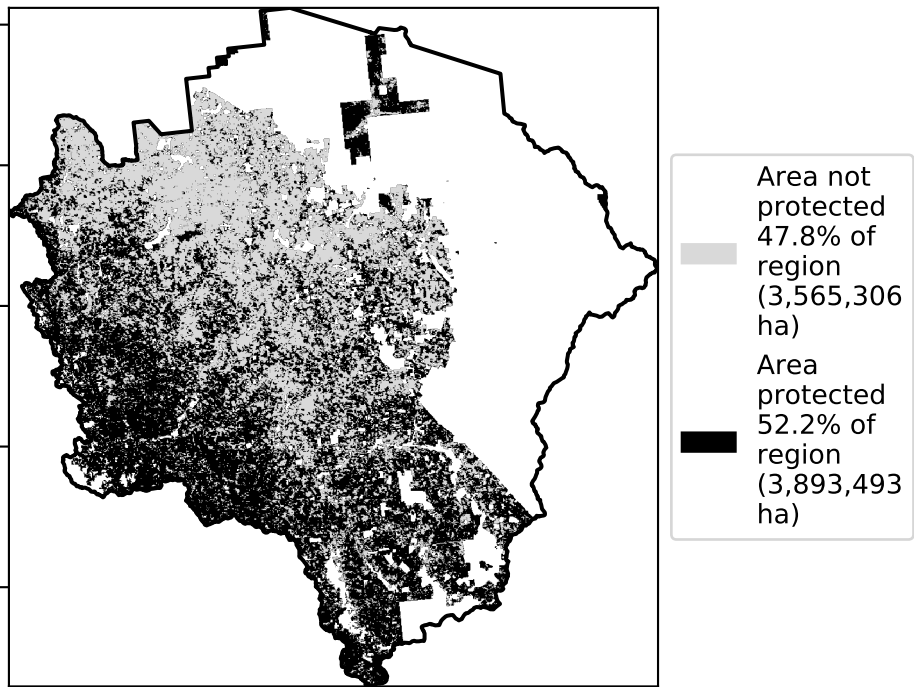 Area not
protected
47.8% of
region
(3,565,306
ha)
Area
protected
52.2% of
region
(3,893,493
ha)